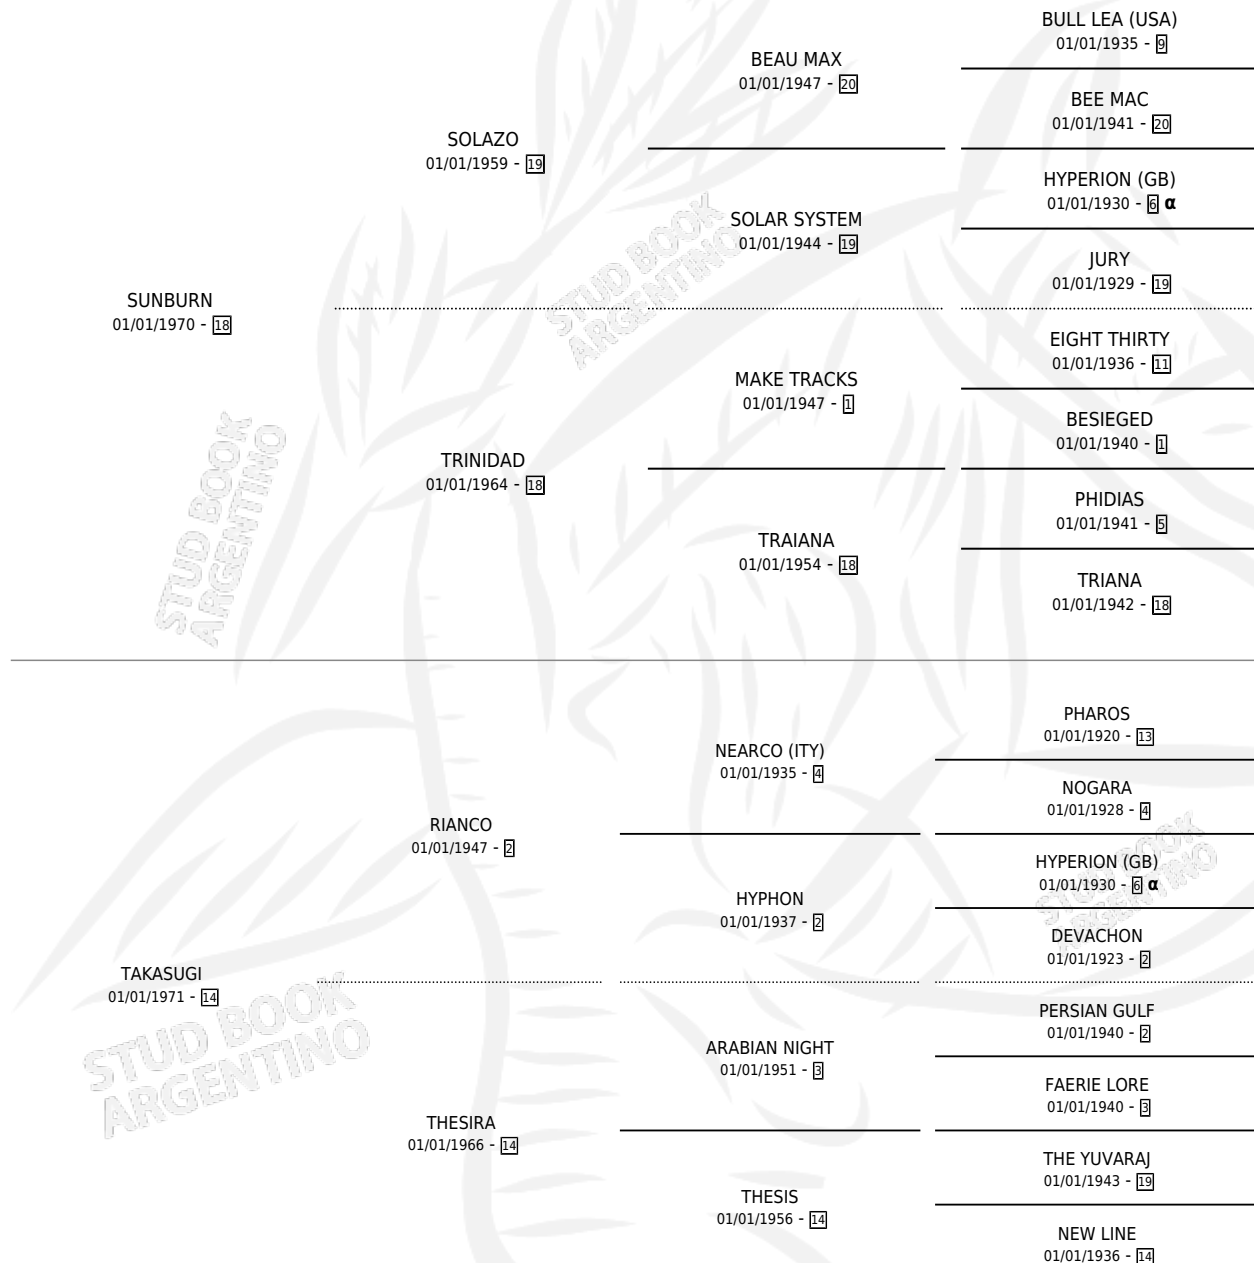 BULL LEA (USA)
01/01/1935 - 9
BEAU MAX
01/01/1947 - 20
BEE MAC
01/01/1941 - 20
SOLAZO
01/01/1959 - 19
HYPERION (GB)
01/01/1930 - 6 α
SOLAR SYSTEM
01/01/1944 - 19
JURY
01/01/1929 - 19
SUNBURN
01/01/1970 - 18
EIGHT THIRTY
01/01/1936 - 11
MAKE TRACKS
01/01/1947 - 1
BESIEGED
01/01/1940 - 1
TRINIDAD
01/01/1964 - 18
PHIDIAS
01/01/1941 - 5
TRAIANA
01/01/1954 - 18
TRIANA
01/01/1942 - 18
PHAROS
01/01/1920 - 13
NEARCO (ITY)
01/01/1935 - 4
NOGARA
01/01/1928 - 4
RIANCO
01/01/1947 - 2
HYPERION (GB)
01/01/1930 - 6 α
HYPHON
01/01/1937 - 2
DEVACHON
01/01/1923 - 2
TAKASUGI
01/01/1971 - 14
PERSIAN GULF
01/01/1940 - 2
ARABIAN NIGHT
01/01/1951 - 3
FAERIE LORE
01/01/1940 - 3
THESIRA
01/01/1966 - 14
THE YUVARAJ
01/01/1943 - 19
THESIS
01/01/1956 - 14
NEW LINE
01/01/1936 - 14
STUD BOOK
ARGENTINO
STUD BOOK
ARGENTINO
STUD BOOK
ARGENTINO
STUD BOOK
ARGENTINO